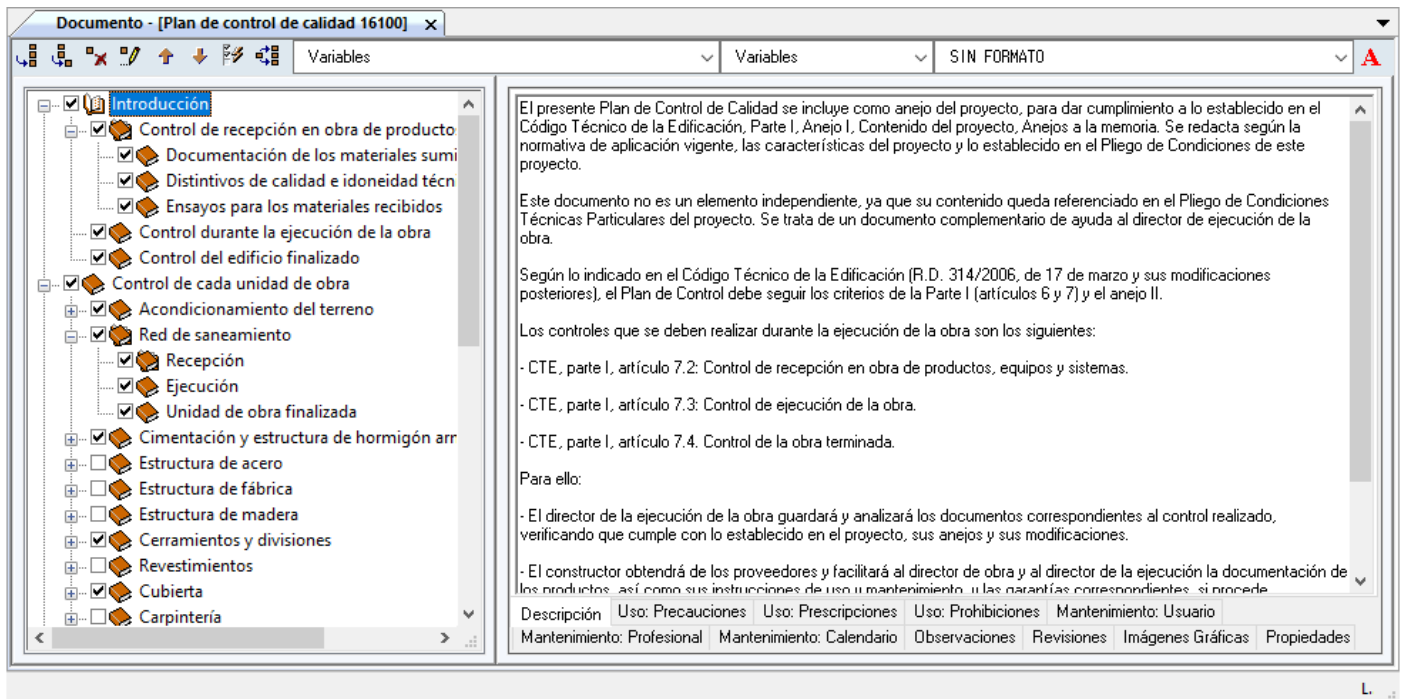 Documento - [Plan de control de calidad 16100] x
Variables
Variables
SIN FORMATO
A
Introducción
Control de recepción en obra de producto
Documentación de los materiales sumi
Distintivos de calidad e idoneidad técn
Ensayos para los materiales recibidos
Control durante la ejecución de la obra
Control del edificio finalizado
Control de cada unidad de obra
Acondicionamiento del terreno
Red de saneamiento
Recepción
Ejecución
Unidad de obra finalizada
Cimentación y estructura de hormigón arr
Estructura de acero
Estructura de fábrica
Estructura de madera
Cerramientos y divisiones
Revestimientos
Cubierta
Carpintería
El presente Plan de Control de Calidad se incluye como anejo del proyecto, para dar cumplimiento a lo establecido en el
Código Técnico de la Edificación, Parte I, Anejo I, Contenido del proyecto, Anejos a la memoria. Se redacta según la
normativa de aplicación vigente, las características del proyecto y lo establecido en el Pliego de Condiciones de este
proyecto.
Este documento no es un elemento independiente, ya que su contenido queda referenciado en el Pliego de Condiciones
Técnicas Particulares del proyecto. Se trata de un documento complementario de ayuda al director de ejecución de la
obra.
Según lo indicado en el Código Técnico de la Edificación (R.D. 314/2006, de 17 de marzo y sus modificaciones
posteriores), el Plan de Control debe seguir los criterios de la Parte I (artículos 6 y 7) y el anejo II.
Los controles que se deben realizar durante la ejecución de la obra son los siguientes:
- CTE, parte I, artículo 7.2: Control de recepción en obra de productos, equipos y sistemas.
- CTE, parte I, artículo 7.3: Control de ejecución de la obra.
- CTE, parte I, artículo 7.4. Control de la obra terminada.
Para ello:
- El director de la ejecución de la obra guardará y analizará los documentos correspondientes al control realizado,
verificando que cumple con lo establecido en el proyecto, sus anejos y sus modificaciones.
- El constructor obtendrá de los proveedores y facilitará al director de obra y al director de la ejecución la documentación de
los productos, así como sus instrucciones de uso y mantenimiento, y las garantías correspondientes, si procede.
Descripción Uso: Precauciones Uso: Prescripciones Uso: Prohibiciones Mantenimiento: Usuario
Mantenimiento: Profesional Mantenimiento: Calendario Observaciones Revisiones Imágenes Gráficas Propiedades
L.